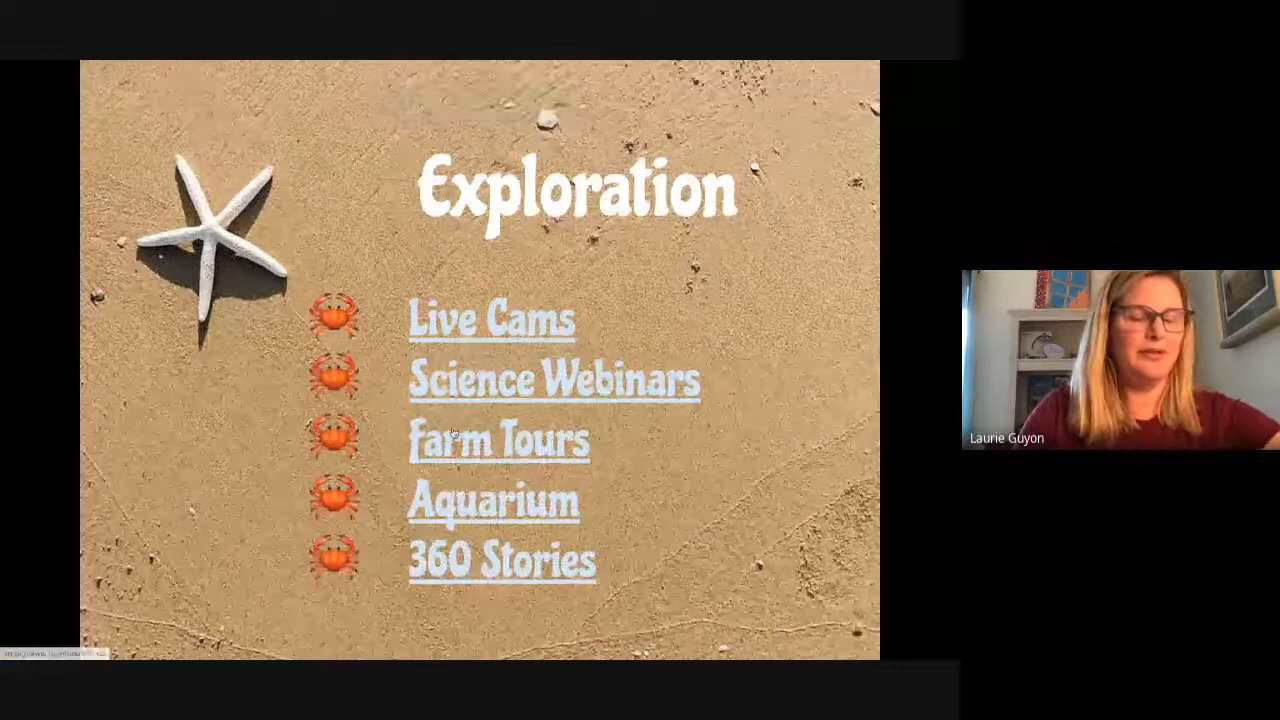 Exploration
Live Cams
Science Webinars
Farm Tours
Aquarium
360 Stories
Laurie Guyon